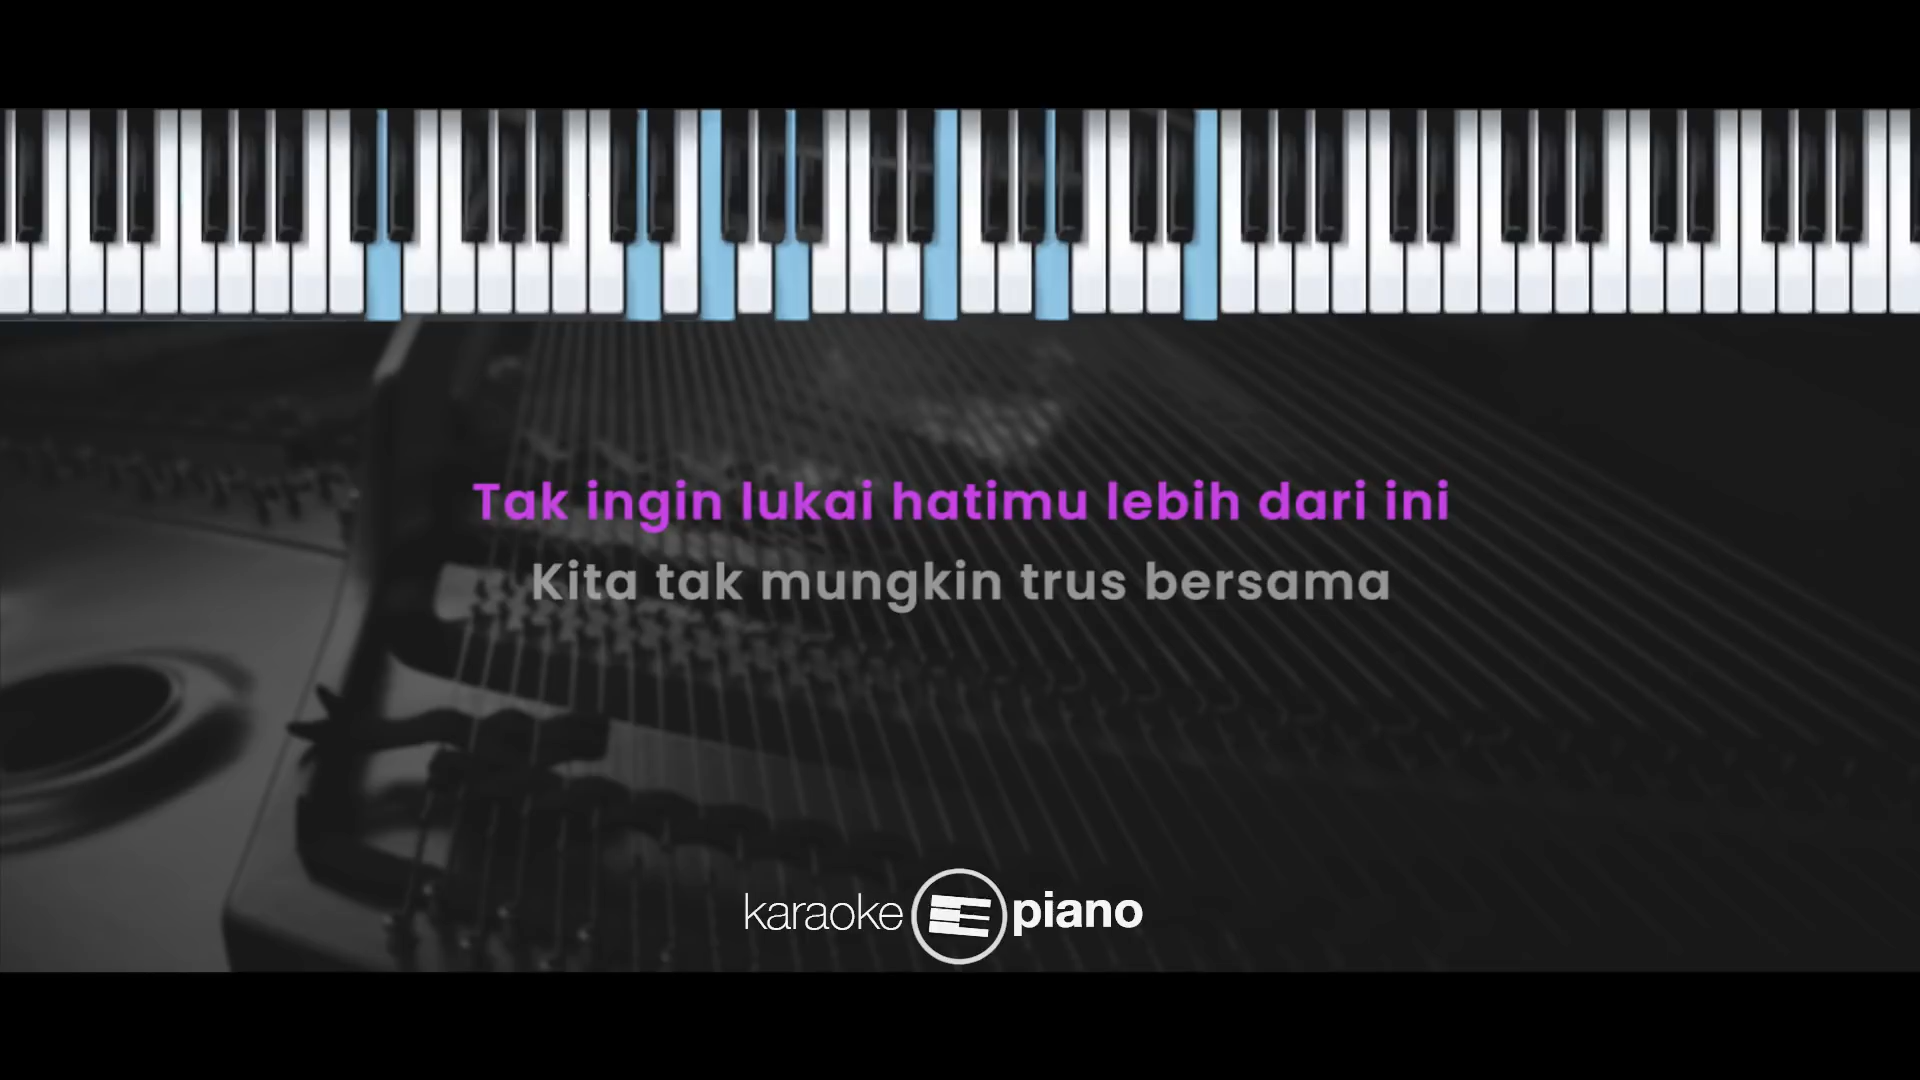 Tak ingin lukai hatimu lebih dari ini
Kita tak mungkin trus bersama
karaoke piano